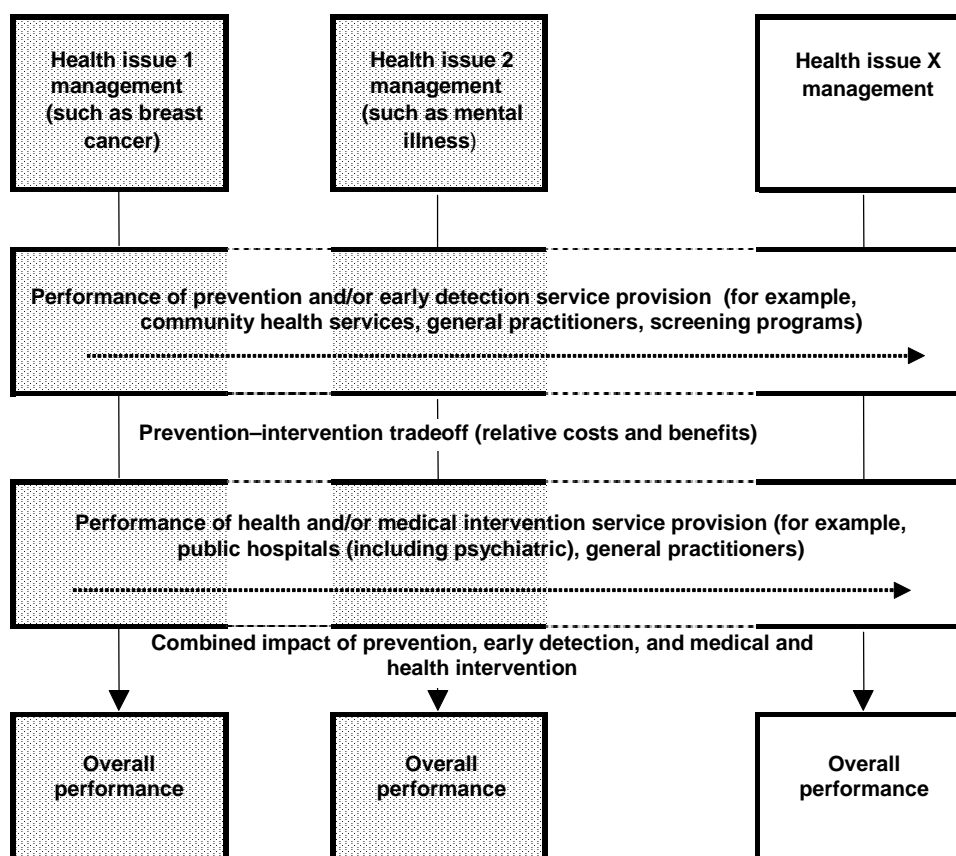 Health issue 1
management
(such as breast
cancer)
Health issue 2
management
(such as mental
illness)
Health issue X
management
Performance of prevention and/or early detection service provision  (for example,
community health services, general practitioners, screening programs)
Prevention–intervention tradeoff (relative costs and benefits)
Performance of health and/or medical intervention service provision (for example,
public hospitals (including psychiatric), general practitioners)
Combined impact of prevention, early detection, and medical and
health intervention
Overall
performance
Overall
performance
Overall
performance